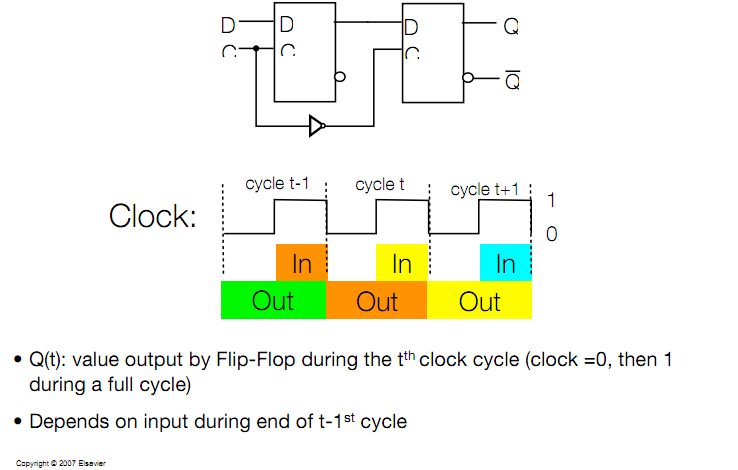 D D D Q
C C C Q̅
cycle t-1 cycle t cycle t+1 1
Clock: 0
In In In
Out Out Out
• Q(t): value output by Flip-Flop during the tth clock cycle (clock =0, then 1
during a full cycle)
• Depends on input during end of t-1st cycle
Copyright © 2007 Elsevier